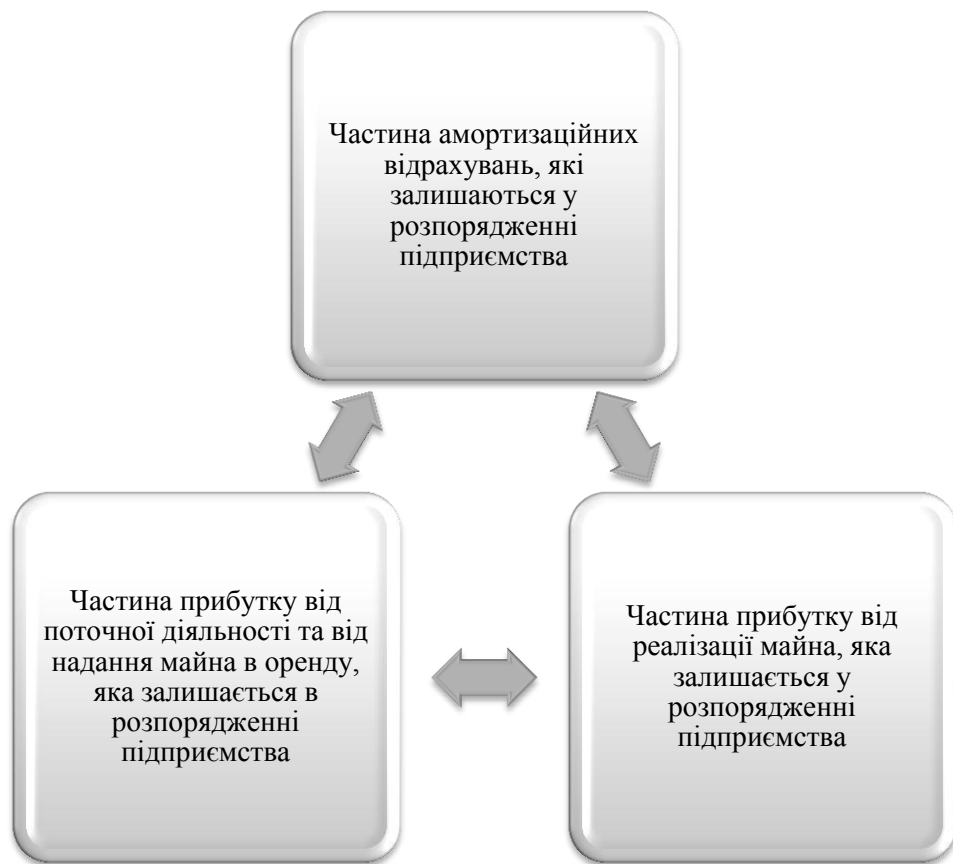 Частина амортизаційних
відрахувань, які
залишаються у
розпорядженні
підприємства
Частина прибутку від
поточної діяльності та від
надання майна в оренду,
яка залишається в
розпорядженні
підприємства
Частина прибутку від
реалізації майна, яка
залишається у
розпорядженні
підприємства